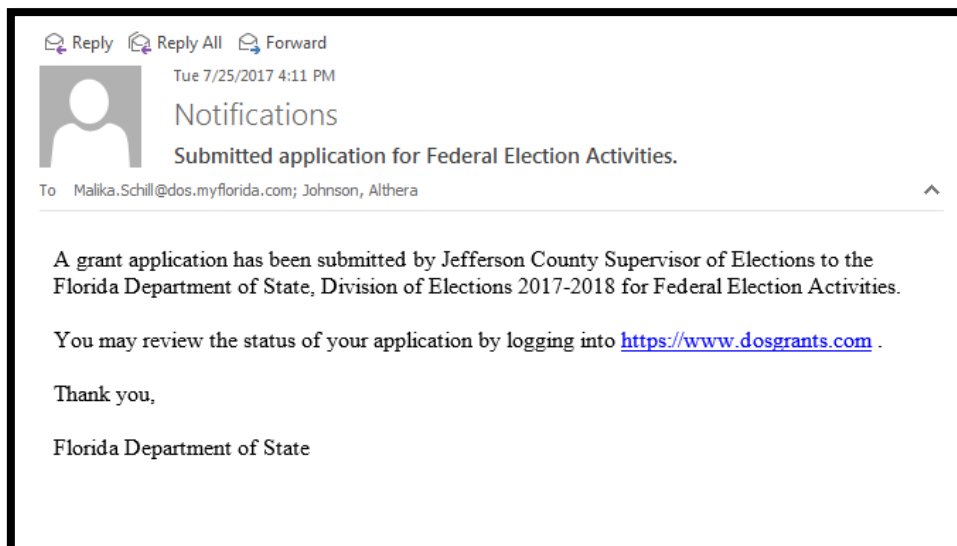 Reply Reply All Forward
Tue 7/25/2017 4:11 PM
Notifications
Submitted application for Federal Election Activities.
To Malika.Schill@dos.myflorida.com; Johnson, Althera
A grant application has been submitted by Jefferson County Supervisor of Elections to the
Florida Department of State, Division of Elections 2017-2018 for Federal Election Activities.
You may review the status of your application by logging into https://www.dosgrants.com .
Thank you,
Florida Department of State